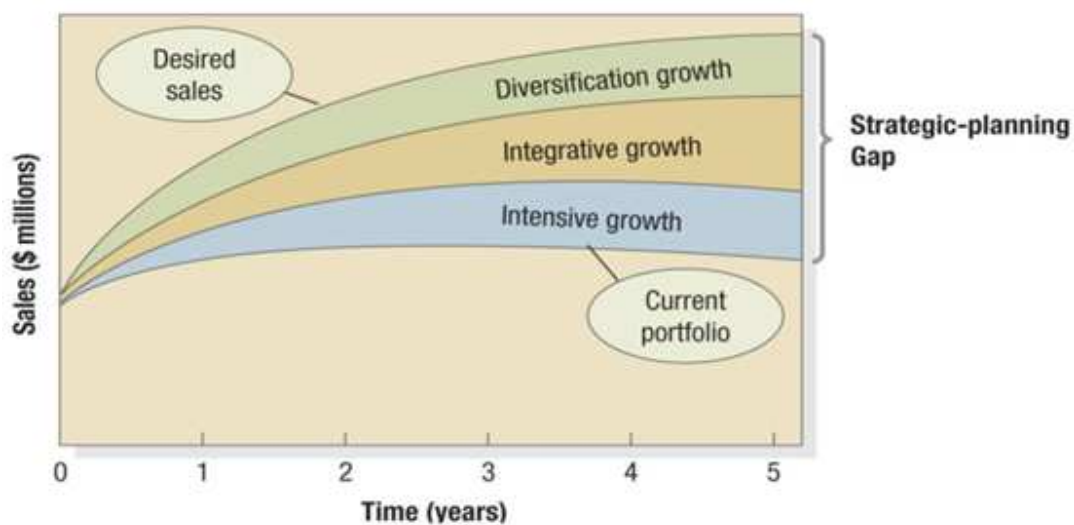 Desired
sales
Diversification growth
Integrative growth
Strategic-planning
Gap
Intensive growth
Current
portfolio
Sales ($ millions)
0 1 2 3 4 5
Time (years)